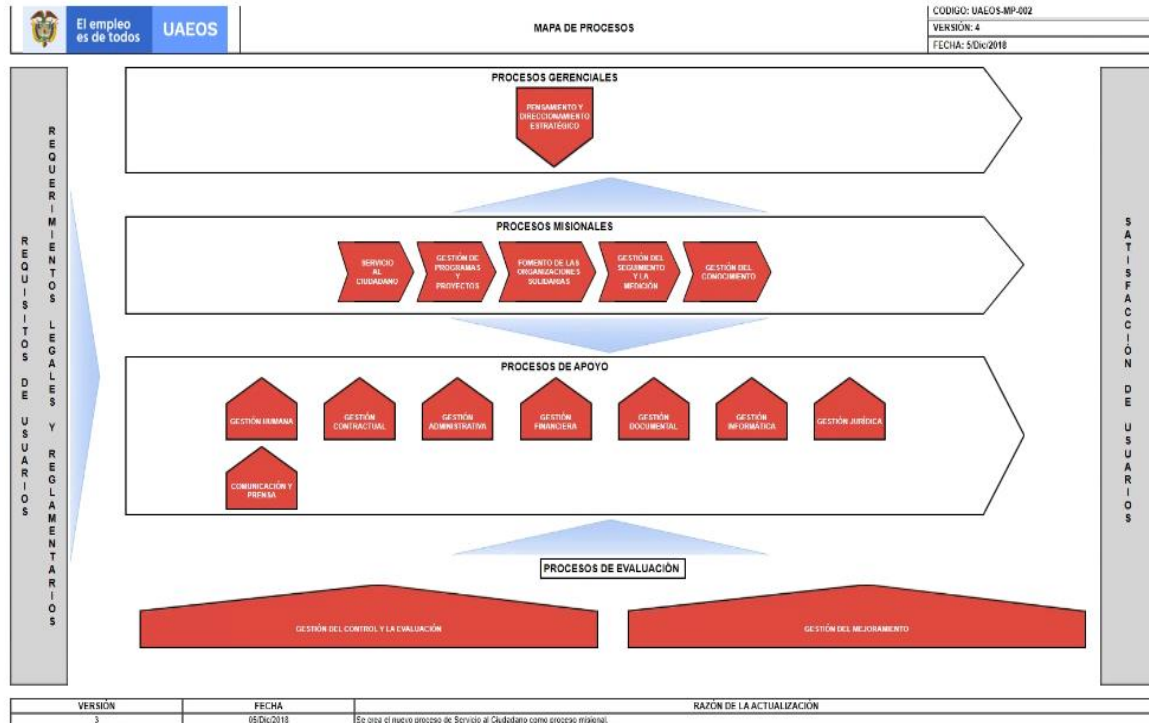 El empleo
es de todos
UAEOS
MAPA DE PROCESOS
CODIGO: UAEOS-MP-002
VERSIÓN: 4
FECHA: 5/Dic/2018
REQUISITOS DE USUARIOS
REQUERIMIENTOS LEGALES Y REGLAMENTARIOS
PROCESOS GERENCIALES
PENSAMIENTO Y
DIRECCIONAMIENTO
ESTRATÉGICO
PROCESOS MISIONALES
SERVICIO
AL
CIUDADANO
GESTIÓN DE
PROGRAMAS
Y
PROYECTOS
FOMENTO DE LAS
ORGANIZACIONES
SOLIDARIAS
GESTIÓN DEL
SEGUIMIENTO
Y LA
MEDICIÓN
GESTIÓN DEL
CONOCIMIENTO
PROCESOS DE APOYO
GESTIÓN HUMANA
GESTIÓN
CONTRACTUAL
GESTIÓN
ADMINISTRATIVA
GESTIÓN
FINANCIERA
GESTIÓN
DOCUMENTAL
GESTIÓN
INFORMÁTICA
GESTIÓN JURÍDICA
COMUNICACIÓN Y
PRENSA
PROCESOS DE EVALUACIÓN
GESTIÓN DEL CONTROL Y LA EVALUACIÓN
GESTIÓN DEL MEJORAMIENTO
SATISFACCIÓN DE USUARIOS
VERSIÓN
FECHA
RAZÓN DE LA ACTUALIZACIÓN
3
05/Dic/2018
Se crea el nuevo proceso de Servicio al Ciudadano como proceso misional.